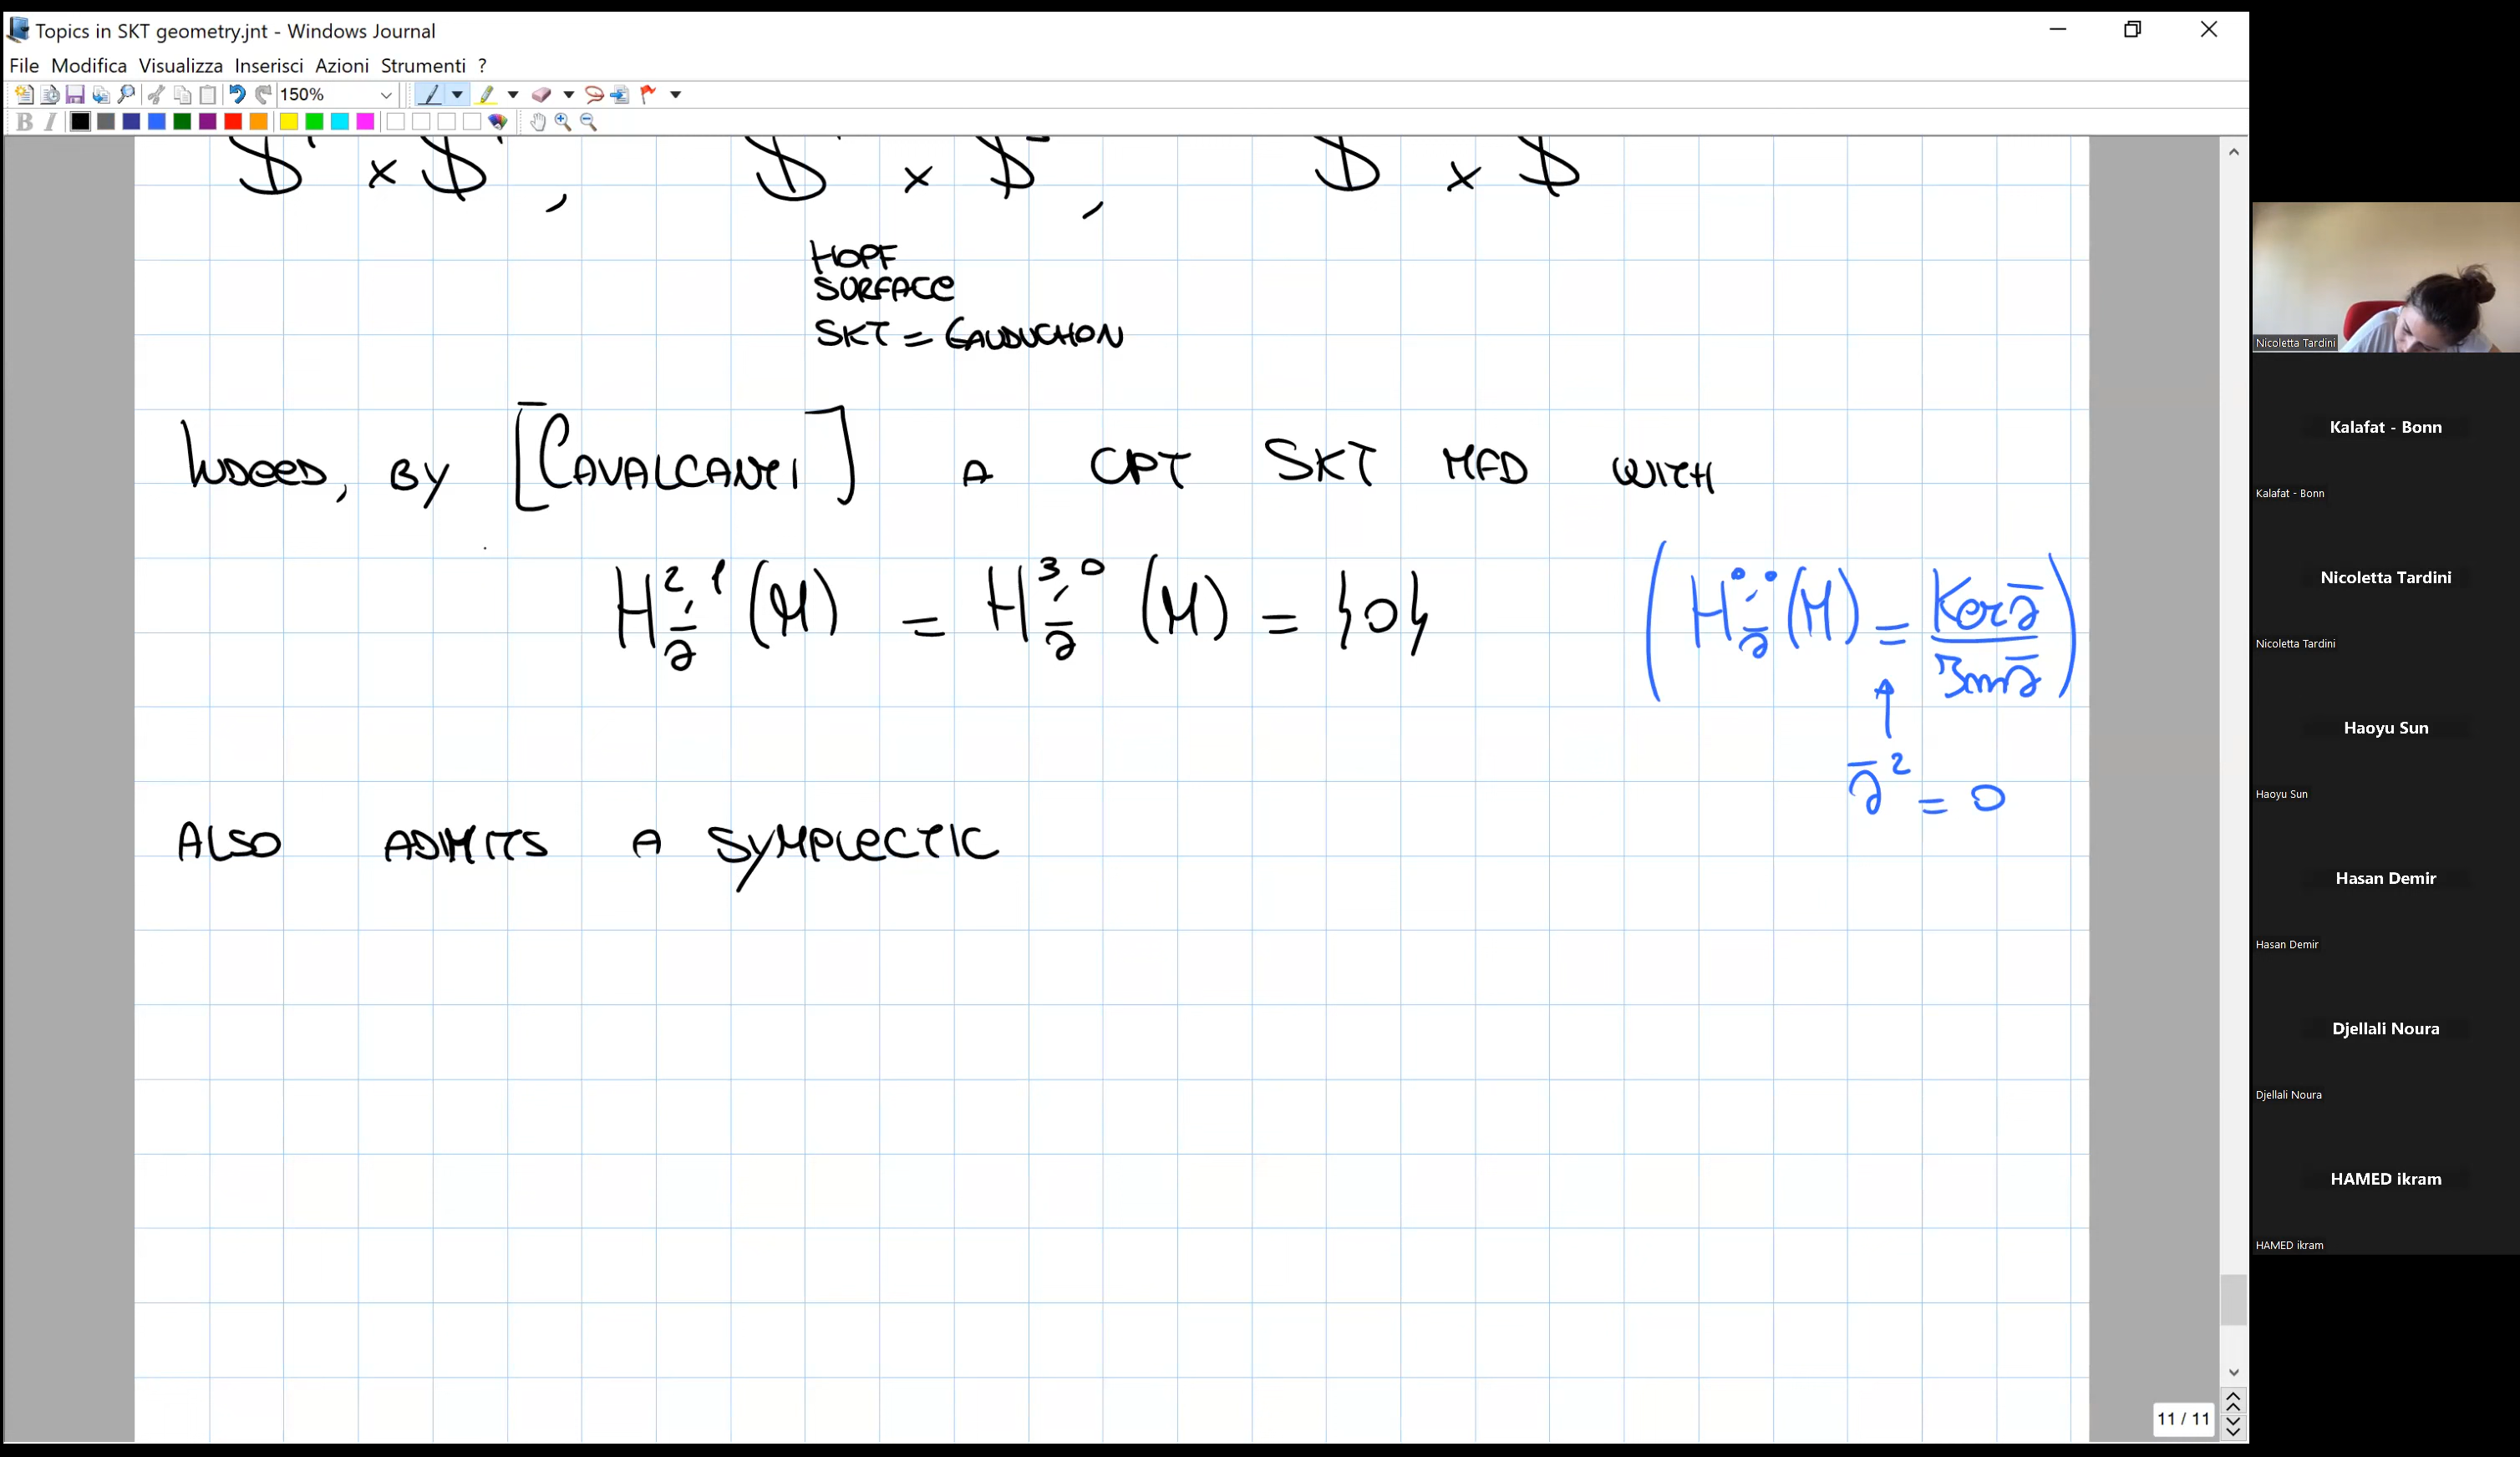 Topics in SKT geometry.jnt - Windows Journal
File Modifica Visualizza Inserisci Azioni Strumenti ?
150%
B I
S × S , S × S , S × S
HOPF
SURFACE
SKT = GAUDUCHON
INDEED, BY [CAVALCANTI] A CPT SKT MFD WITH
H^{2,1}_{∂̄}(M) = H^{3,0}_{∂̄}(M) = {0}
(H^{•,•}_{∂̄}(M) = Ker ∂̄ / Im ∂̄)
↑
∂̄² = 0
ALSO ADMITS A SYMPLECTIC
11 / 11
Nicoletta Tardini
Kalafat - Bonn
Kalafat - Bonn
Nicoletta Tardini
Nicoletta Tardini
Haoyu Sun
Haoyu Sun
Hasan Demir
Hasan Demir
Djellali Noura
Djellali Noura
HAMED ikram
HAMED ikram